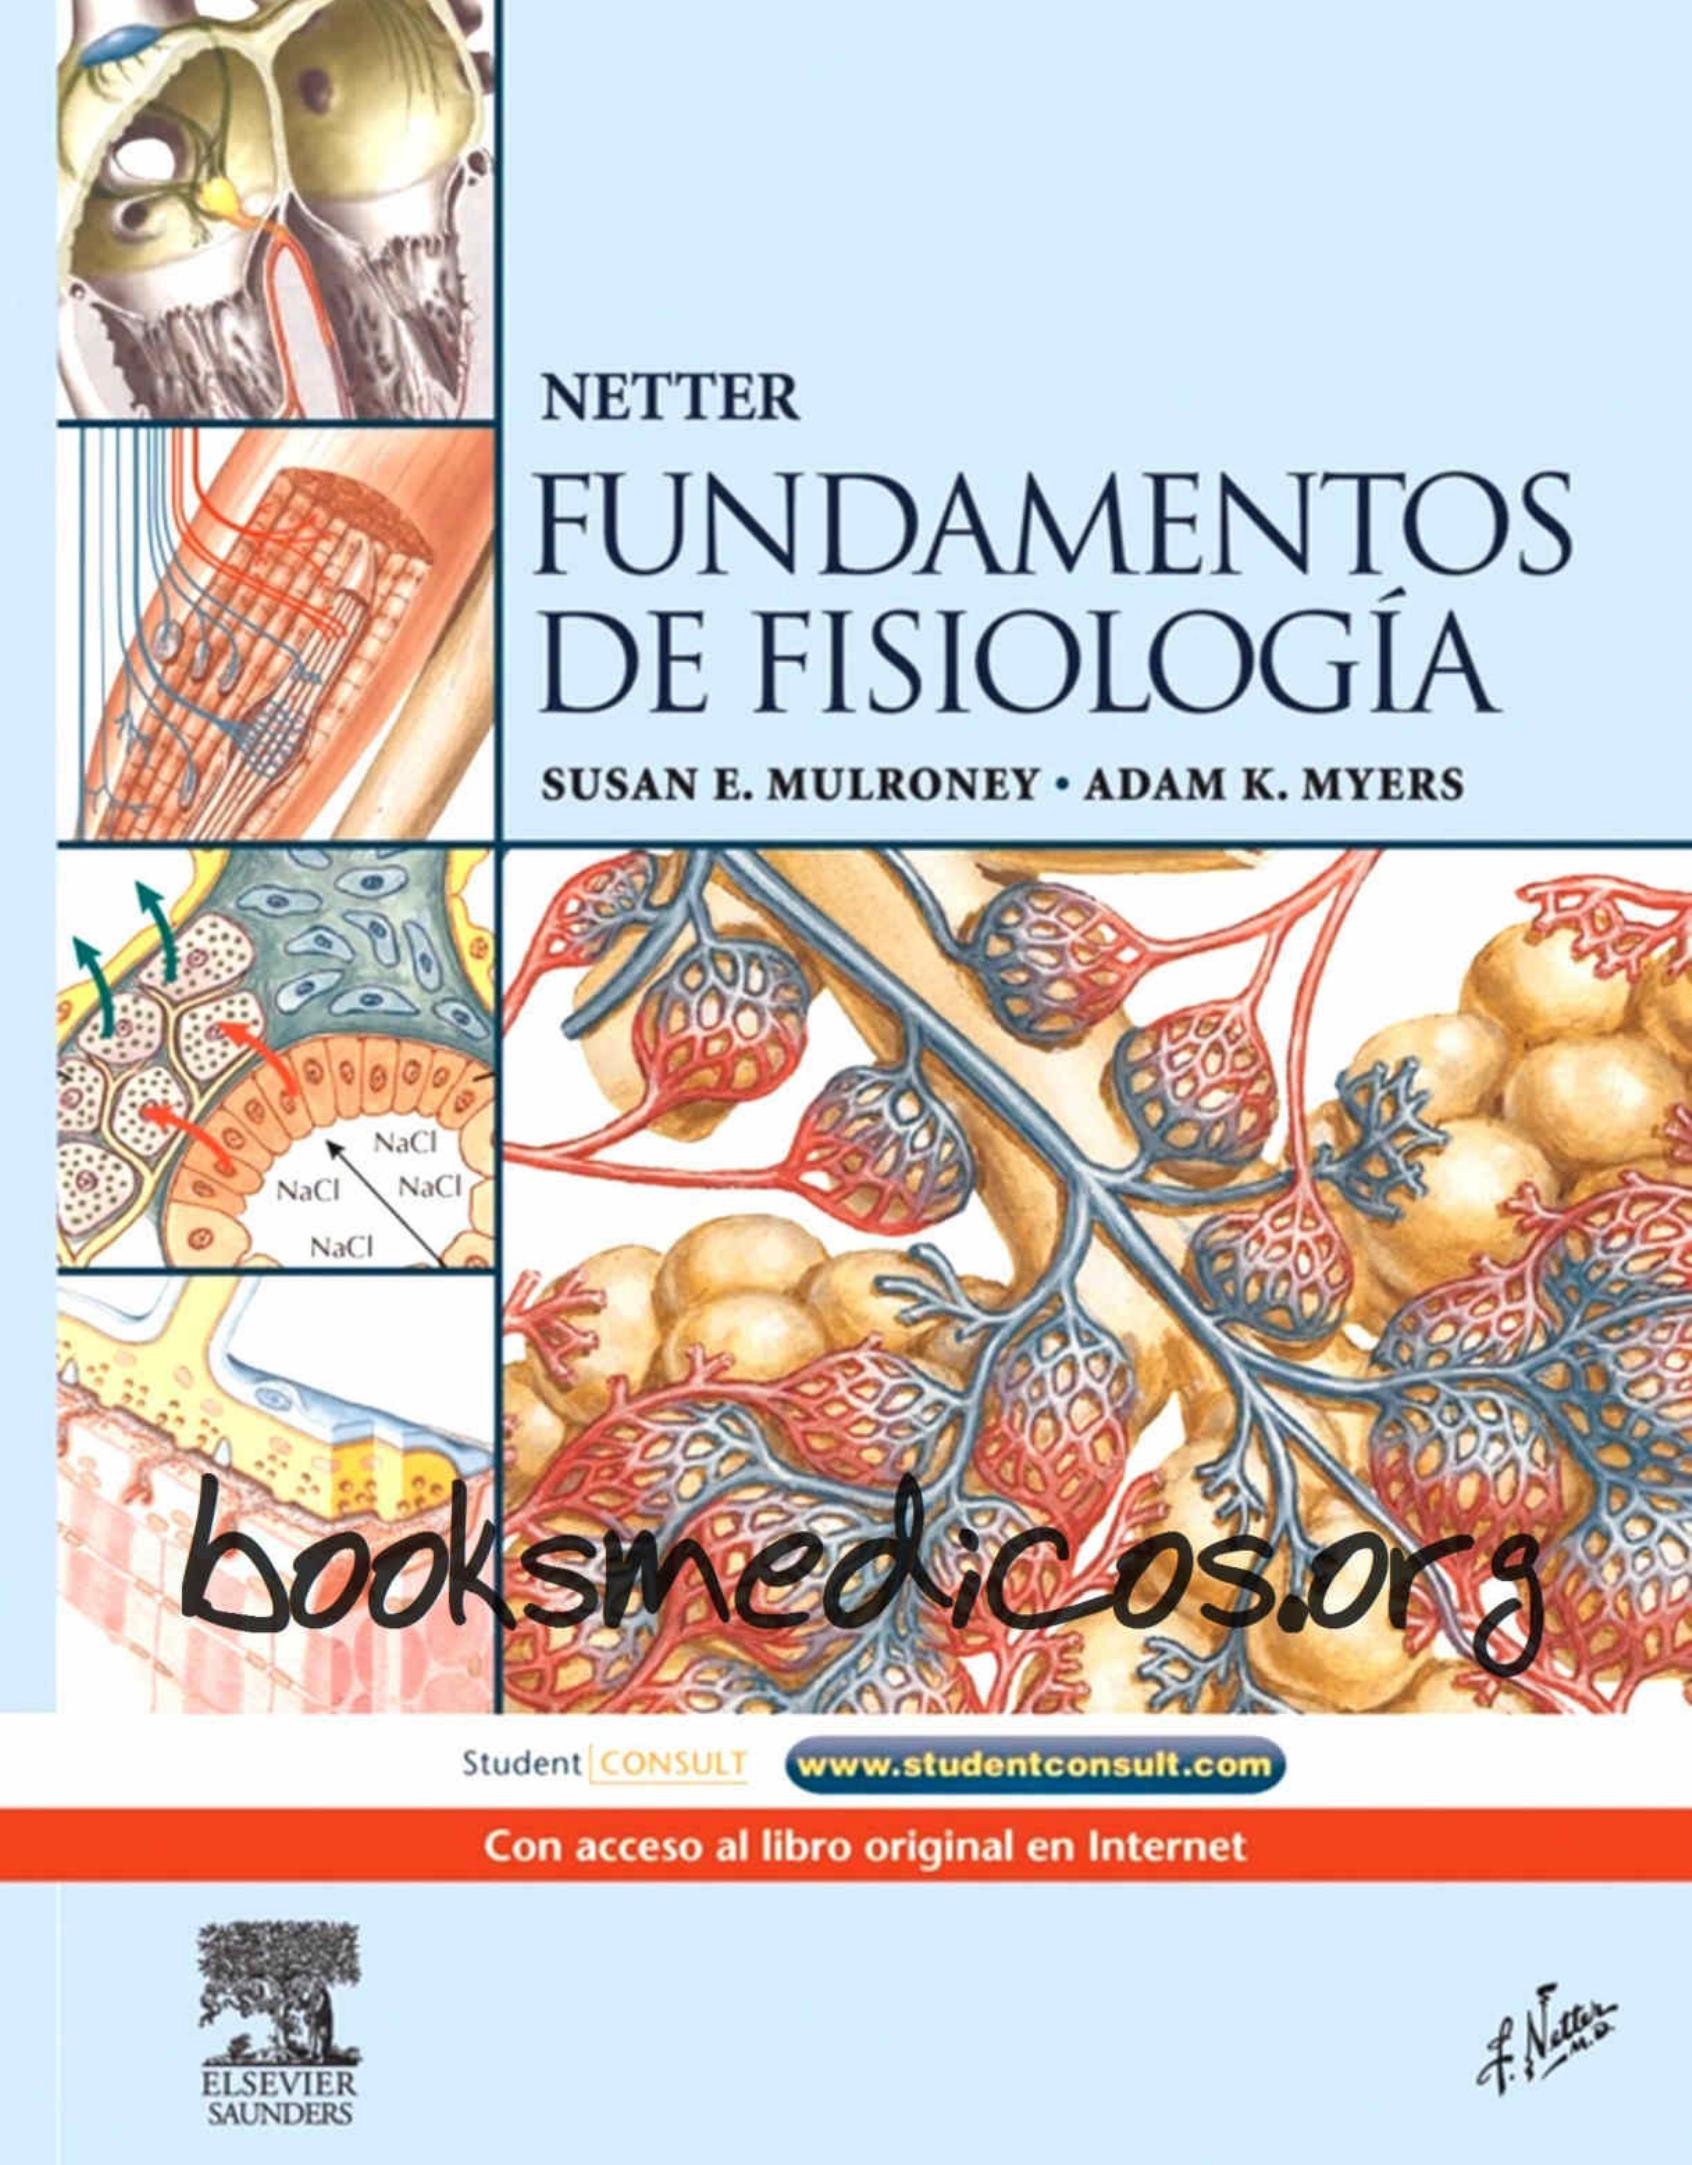 NETTER
FUNDAMENTOS
DE FISIOLOGÍA
SUSAN E. MULRONEY • ADAM K. MYERS
NaCl
NaCl NaCl
NaCl
booksmedicos.org
Student CONSULT www.studentconsult.com
Con acceso al libro original en Internet
ELSEVIER
SAUNDERS
F. Netter
M.D.